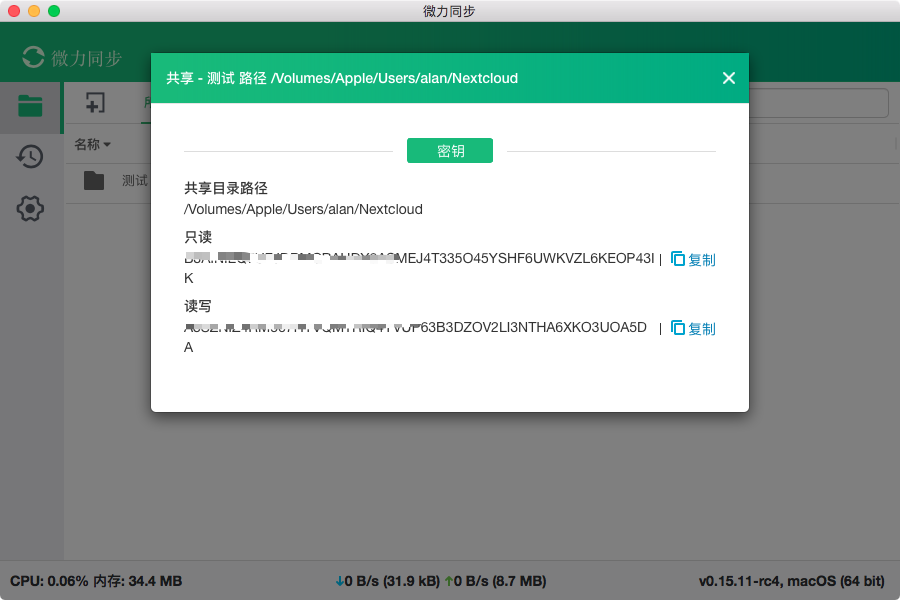 微力同步
微力同步
共享 - 测试 路径 /Volumes/Apple/Users/alan/Nextcloud
名称
测试
密钥
共享目录路径
/Volumes/Apple/Users/alan/Nextcloud
只读
MEJ4T335O45YSHF6UWKVZL6KEOP43I | 复制
K
读写
P63B3DZOV2LI3NTHA6XKO3UOA5D | 复制
A
CPU: 0.06% 内存: 34.4 MB ↓0 B/s (31.9 kB) ↑0 B/s (8.7 MB) v0.15.11-rc4, macOS (64 bit)